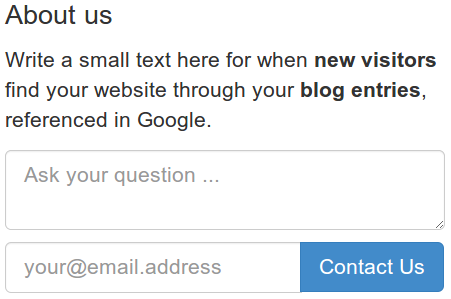 About us
Write a small text here for when new visitors
find your website through your blog entries,
referenced in Google.
Ask your question ...
your@email.address
Contact Us